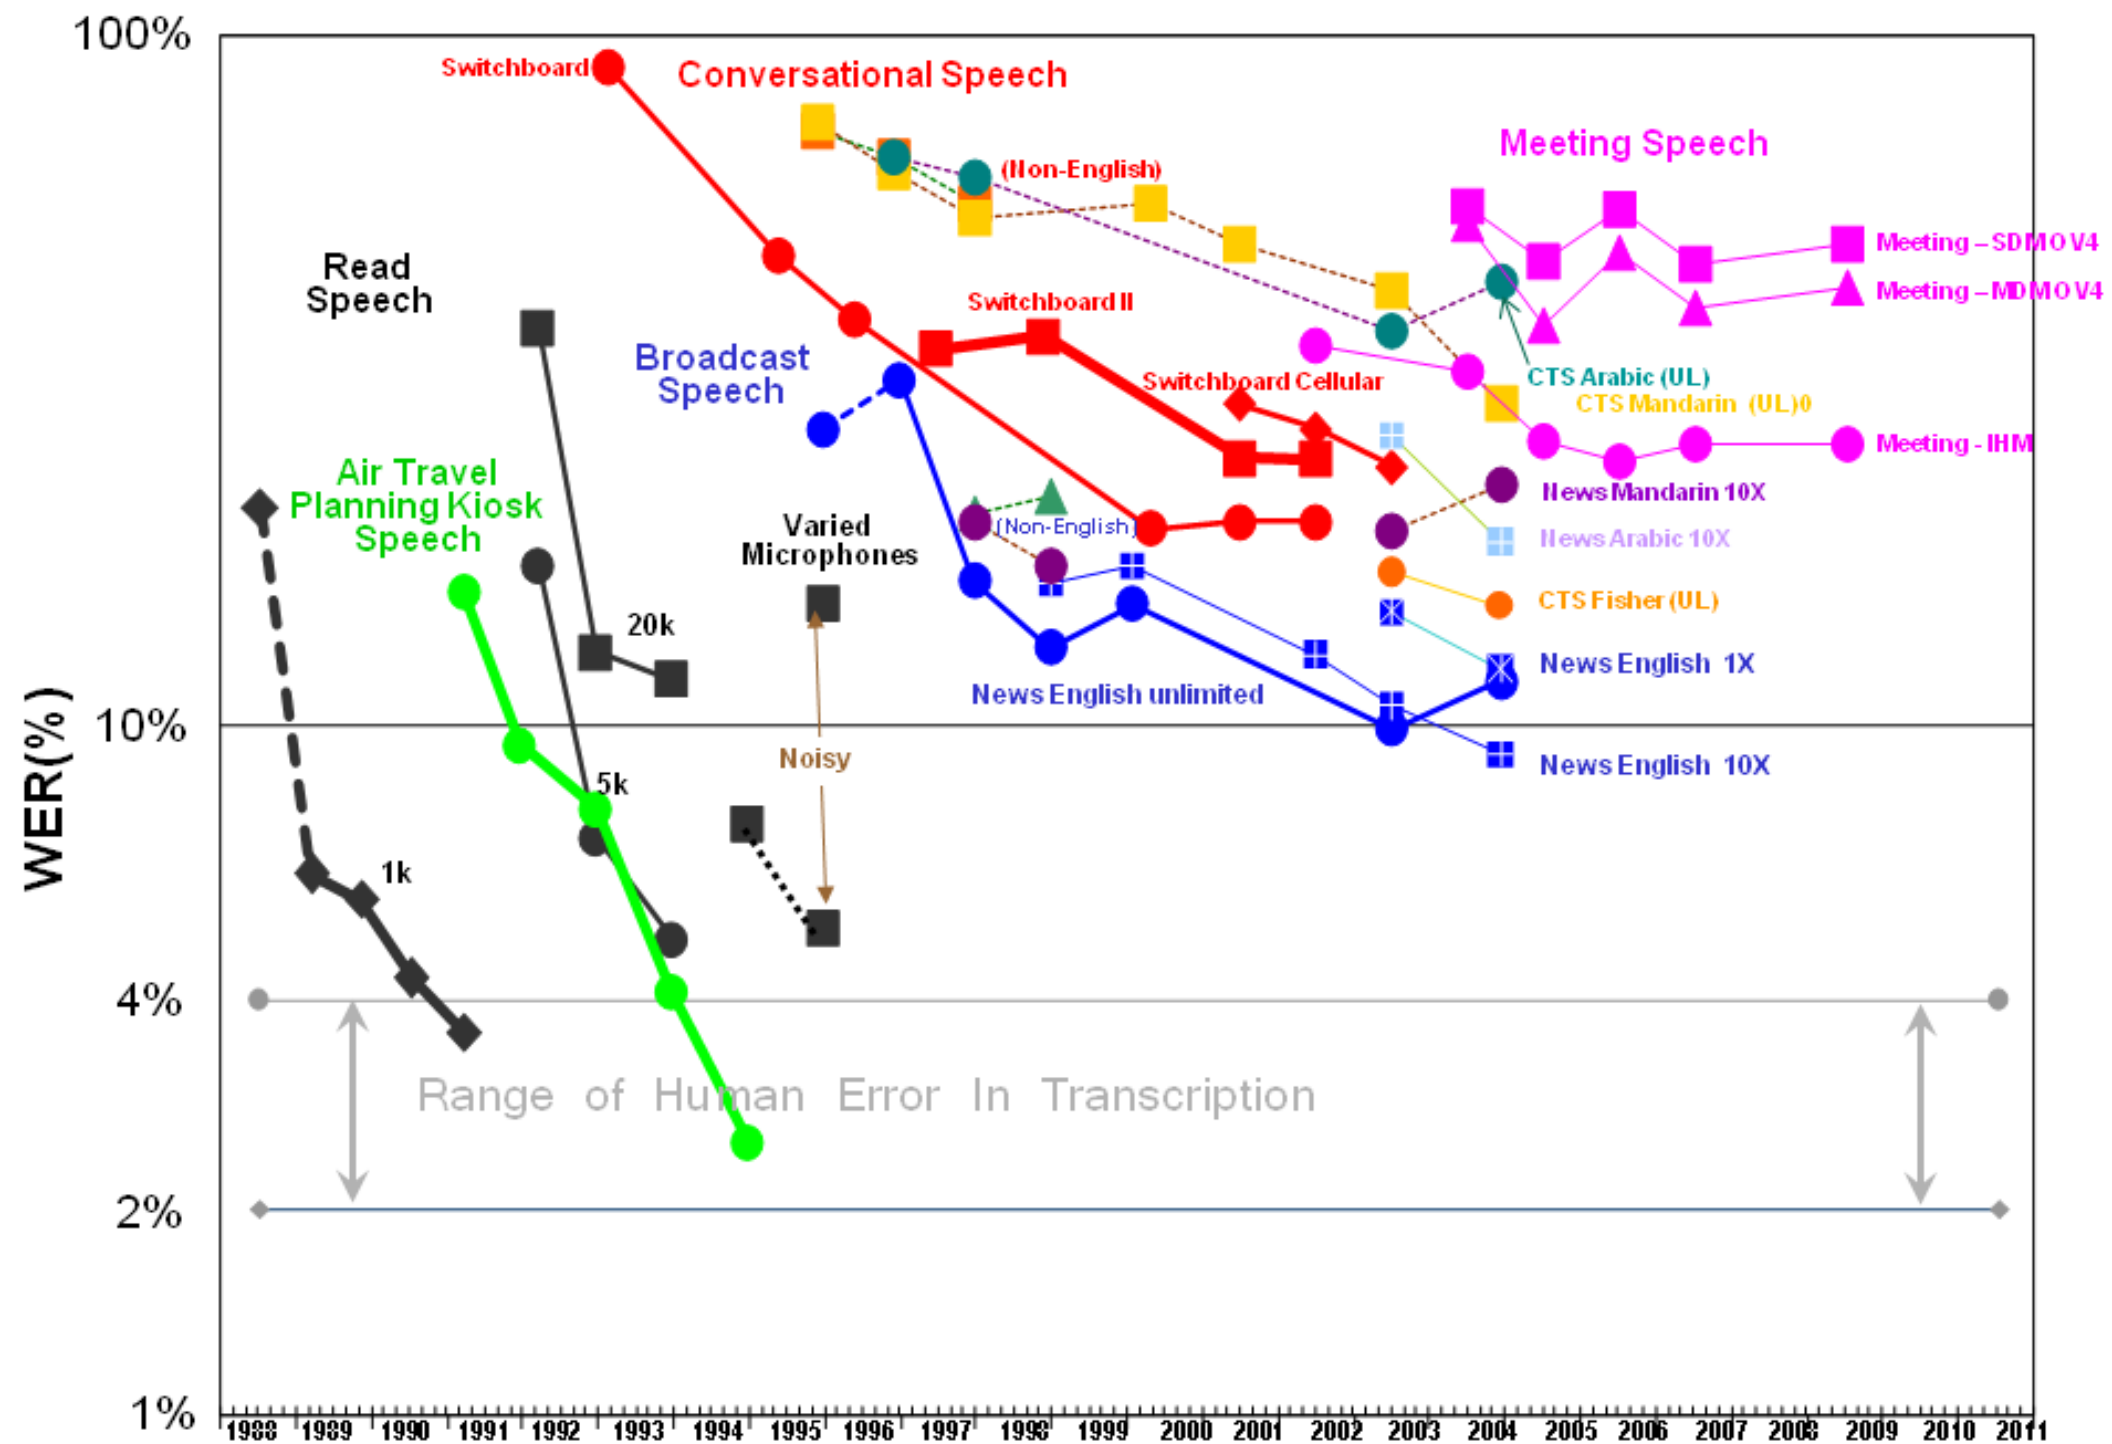 100%
Switchboard
Conversational Speech
Meeting Speech
(Non-English)
Meeting – SDM OV4
Read
Speech
Meeting – MDM OV4
Switchboard II
Broadcast
Speech
Switchboard Cellular
CTS Arabic (UL)
CTS Mandarin (UL)0
Meeting - IHM
Air Travel
Planning Kiosk
Speech
News Mandarin 10X
Varied
Microphones
(Non-English)
News Arabic 10X
CTS Fisher (UL)
20k
News English 1X
News English unlimited
WER(%)
10%
Noisy
News English 10X
5k
1k
4%
Range of Human Error In Transcription
2%
1%
1988 1989 1990 1991 1992 1993 1994 1995 1996 1997 1998 1999 2000 2001 2002 2003 2004 2005 2006 2007 2008 2009 2010 2011